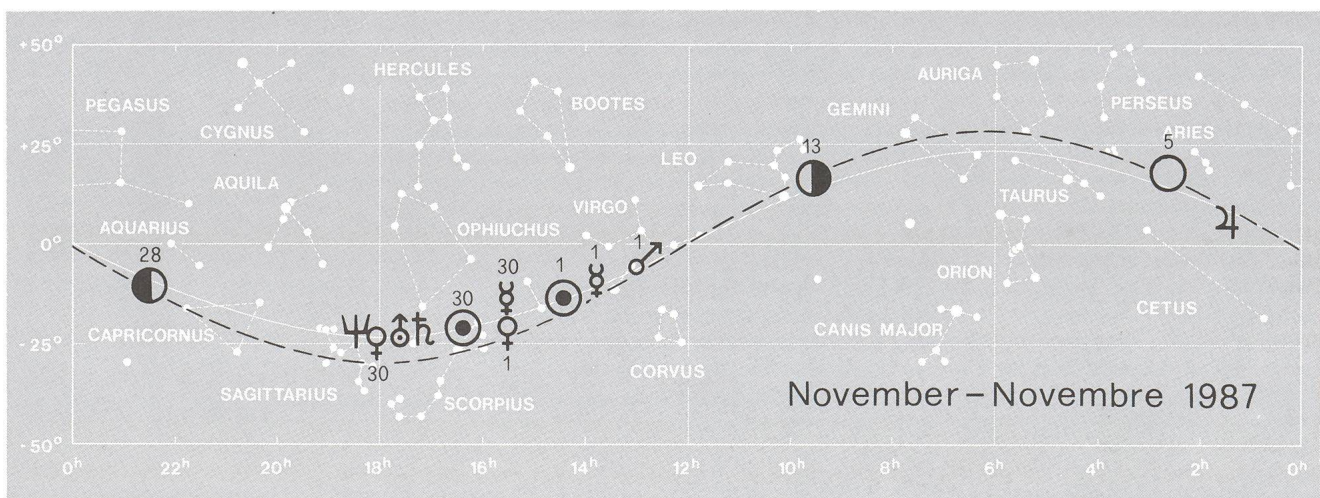 +50°
HERCULES
AURIGA
PEGASUS
BOOTES
PERSEUS
GEMINI
CYGNUS
5
ARIES
+25°
13
LEO
AQUILA
TAURUS
VIRGO
AQUARIUS
OPHIUCHUS
0°
28
1
1
30
1
♃
♂
☿
☿
ORION
30
CETUS
CAPRICORNUS
♆♀⛢♄
♀
CANIS MAJOR
-25°
1
CORVUS
30
SAGITTARIUS
SCORPIUS
November – Novembre 1987
-50°
0h 22h 20h 18h 16h 14h 12h 10h 8h 6h 4h 2h 0h